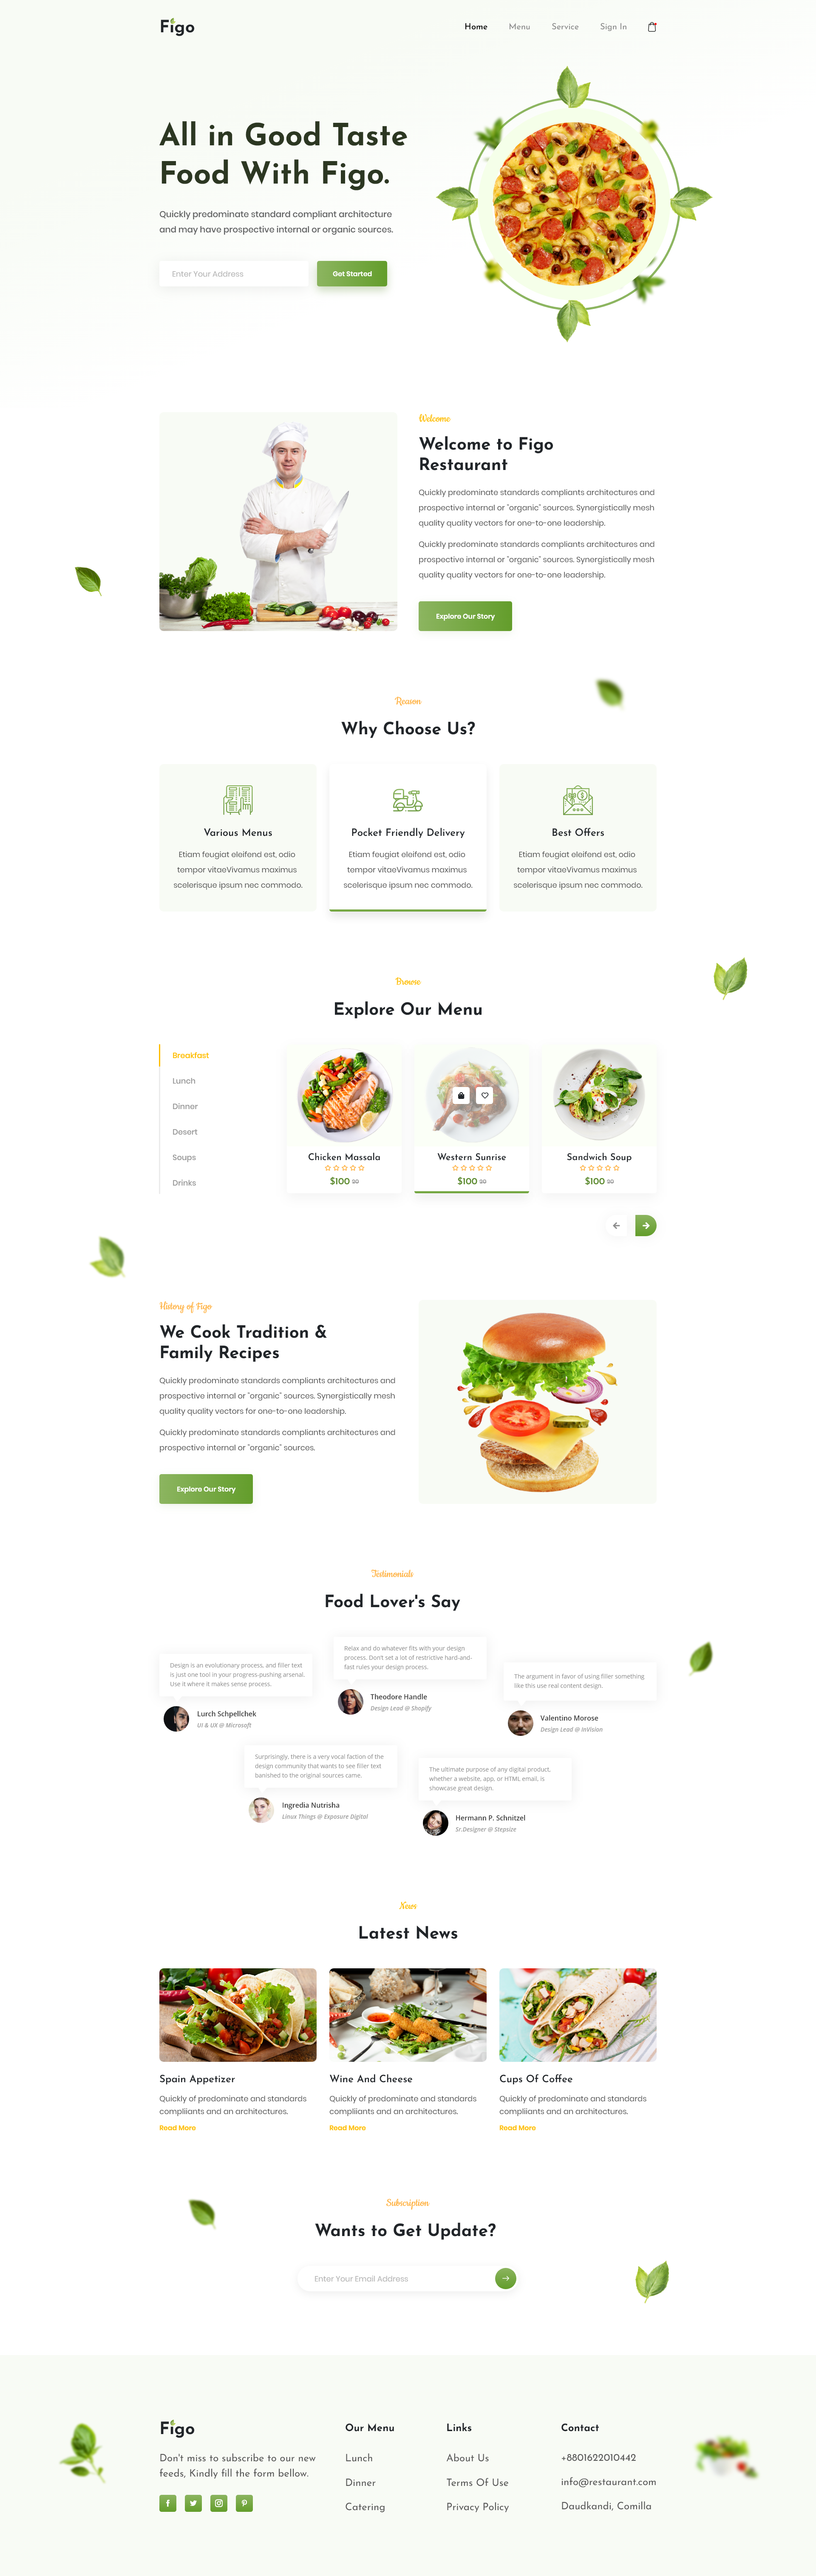 Figo
Home
Menu
Service
Sign In
All in Good Taste
Food With Figo.
Quickly predominate standard compliant architecture
and may have prospective internal or organic sources.
Enter Your Address
Get Started
Welcome
Welcome to Figo
Restaurant
Quickly predominate standards compliants architectures and
prospective internal or "organic" sources. Synergistically mesh
quality quality vectors for one-to-one leadership.
Quickly predominate standards compliants architectures and
prospective internal or "organic" sources. Synergistically mesh
quality quality vectors for one-to-one leadership.
Explore Our Story
Reason
Why Choose Us?
Various Menus
Etiam feugiat eleifend est, odio
tempor vitaeVivamus maximus
scelerisque ipsum nec commodo.
Pocket Friendly Delivery
Etiam feugiat eleifend est, odio
tempor vitaeVivamus maximus
scelerisque ipsum nec commodo.
Best Offers
Etiam feugiat eleifend est, odio
tempor vitaeVivamus maximus
scelerisque ipsum nec commodo.
Browse
Explore Our Menu
Breakfast
Lunch
Dinner
Desert
Soups
Drinks
Chicken Massala
$100
Western Sunrise
$100
Sandwich Soup
$100
History of Figo
We Cook Tradition &
Family Recipes
Quickly predominate standards compliants architectures and
prospective internal or "organic" sources. Synergistically mesh
quality quality vectors for one-to-one leadership.
Quickly predominate standards compliants architectures and
prospective internal or "organic" sources.
Explore Our Story
Testimonials
Food Lover's Say
Design is an evolutionary process, and filler text
is just one tool in your progress-pushing arsenal.
Use it where it makes sense process.
Lurch Schpellchek
UI & UX @ Microsoft
Relax and do whatever fits with your design
process. Don't set a lot of restrictive hard-and-
fast rules your design process.
Theodore Handle
Design Lead @ Shopify
The argument in favor of using filler something
like this use real content design.
Valentino Morose
Design Lead @ InVision
Surprisingly, there is a very vocal faction of the
design community that wants to see filler text
banished to the original sources came.
Ingredia Nutrisha
Linux Things @ Exposure Digital
The ultimate purpose of any digital product,
whether a website, app, or HTML email, is
showcase great design.
Hermann P. Schnitzel
Sr.Designer @ Stepsize
News
Latest News
Spain Appetizer
Quickly of predominate and standards
compliiants and an architectures.
Read More
Wine And Cheese
Quickly of predominate and standards
compliiants and an architectures.
Read More
Cups Of Coffee
Quickly of predominate and standards
compliiants and an architectures.
Read More
Subscription
Wants to Get Update?
Enter Your Email Address
Figo
Don't miss to subscribe to our new
feeds, Kindly fill the form bellow.
Our Menu
Lunch
Dinner
Catering
Links
About Us
Terms Of Use
Privacy Policy
Contact
+8801622010442
info@restaurant.com
Daudkandi, Comilla